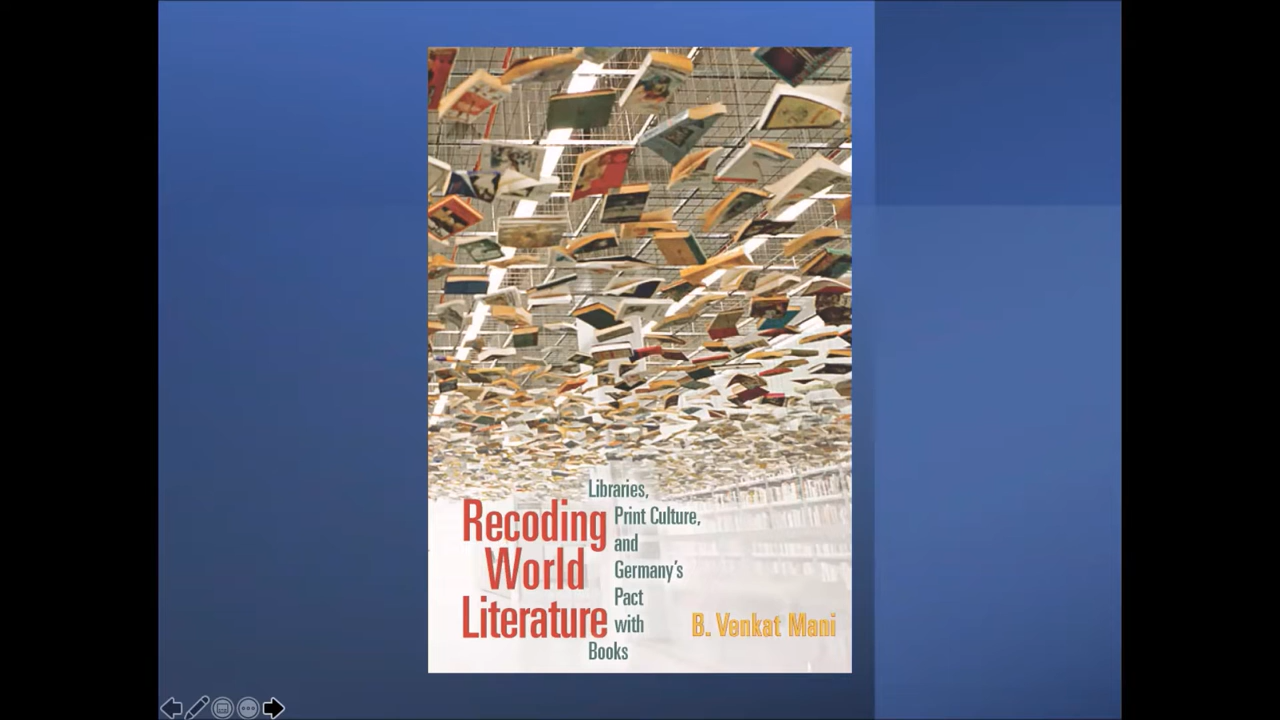 Recoding
World
Literature
Libraries,
Print Culture,
and
Germany's
Pact
with
Books
B. Venkat Mani